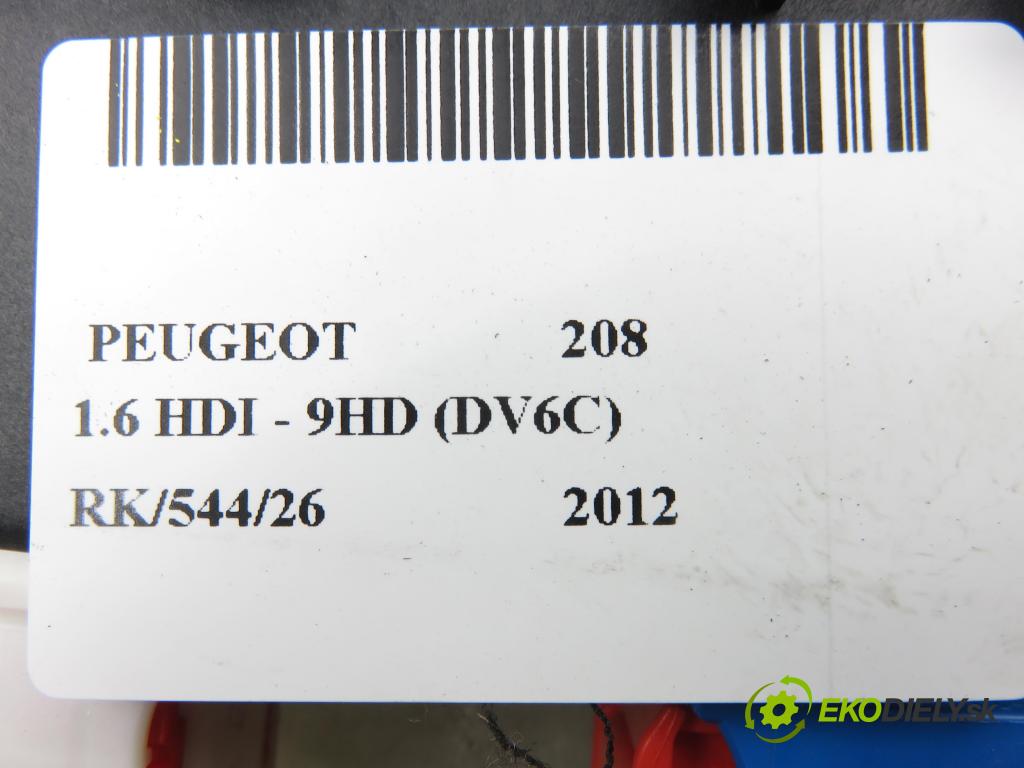 PEUGEOT 208
1.6 HDI - 9HD (DV6C)
RK/544/26 2012
EKODIELY.sk